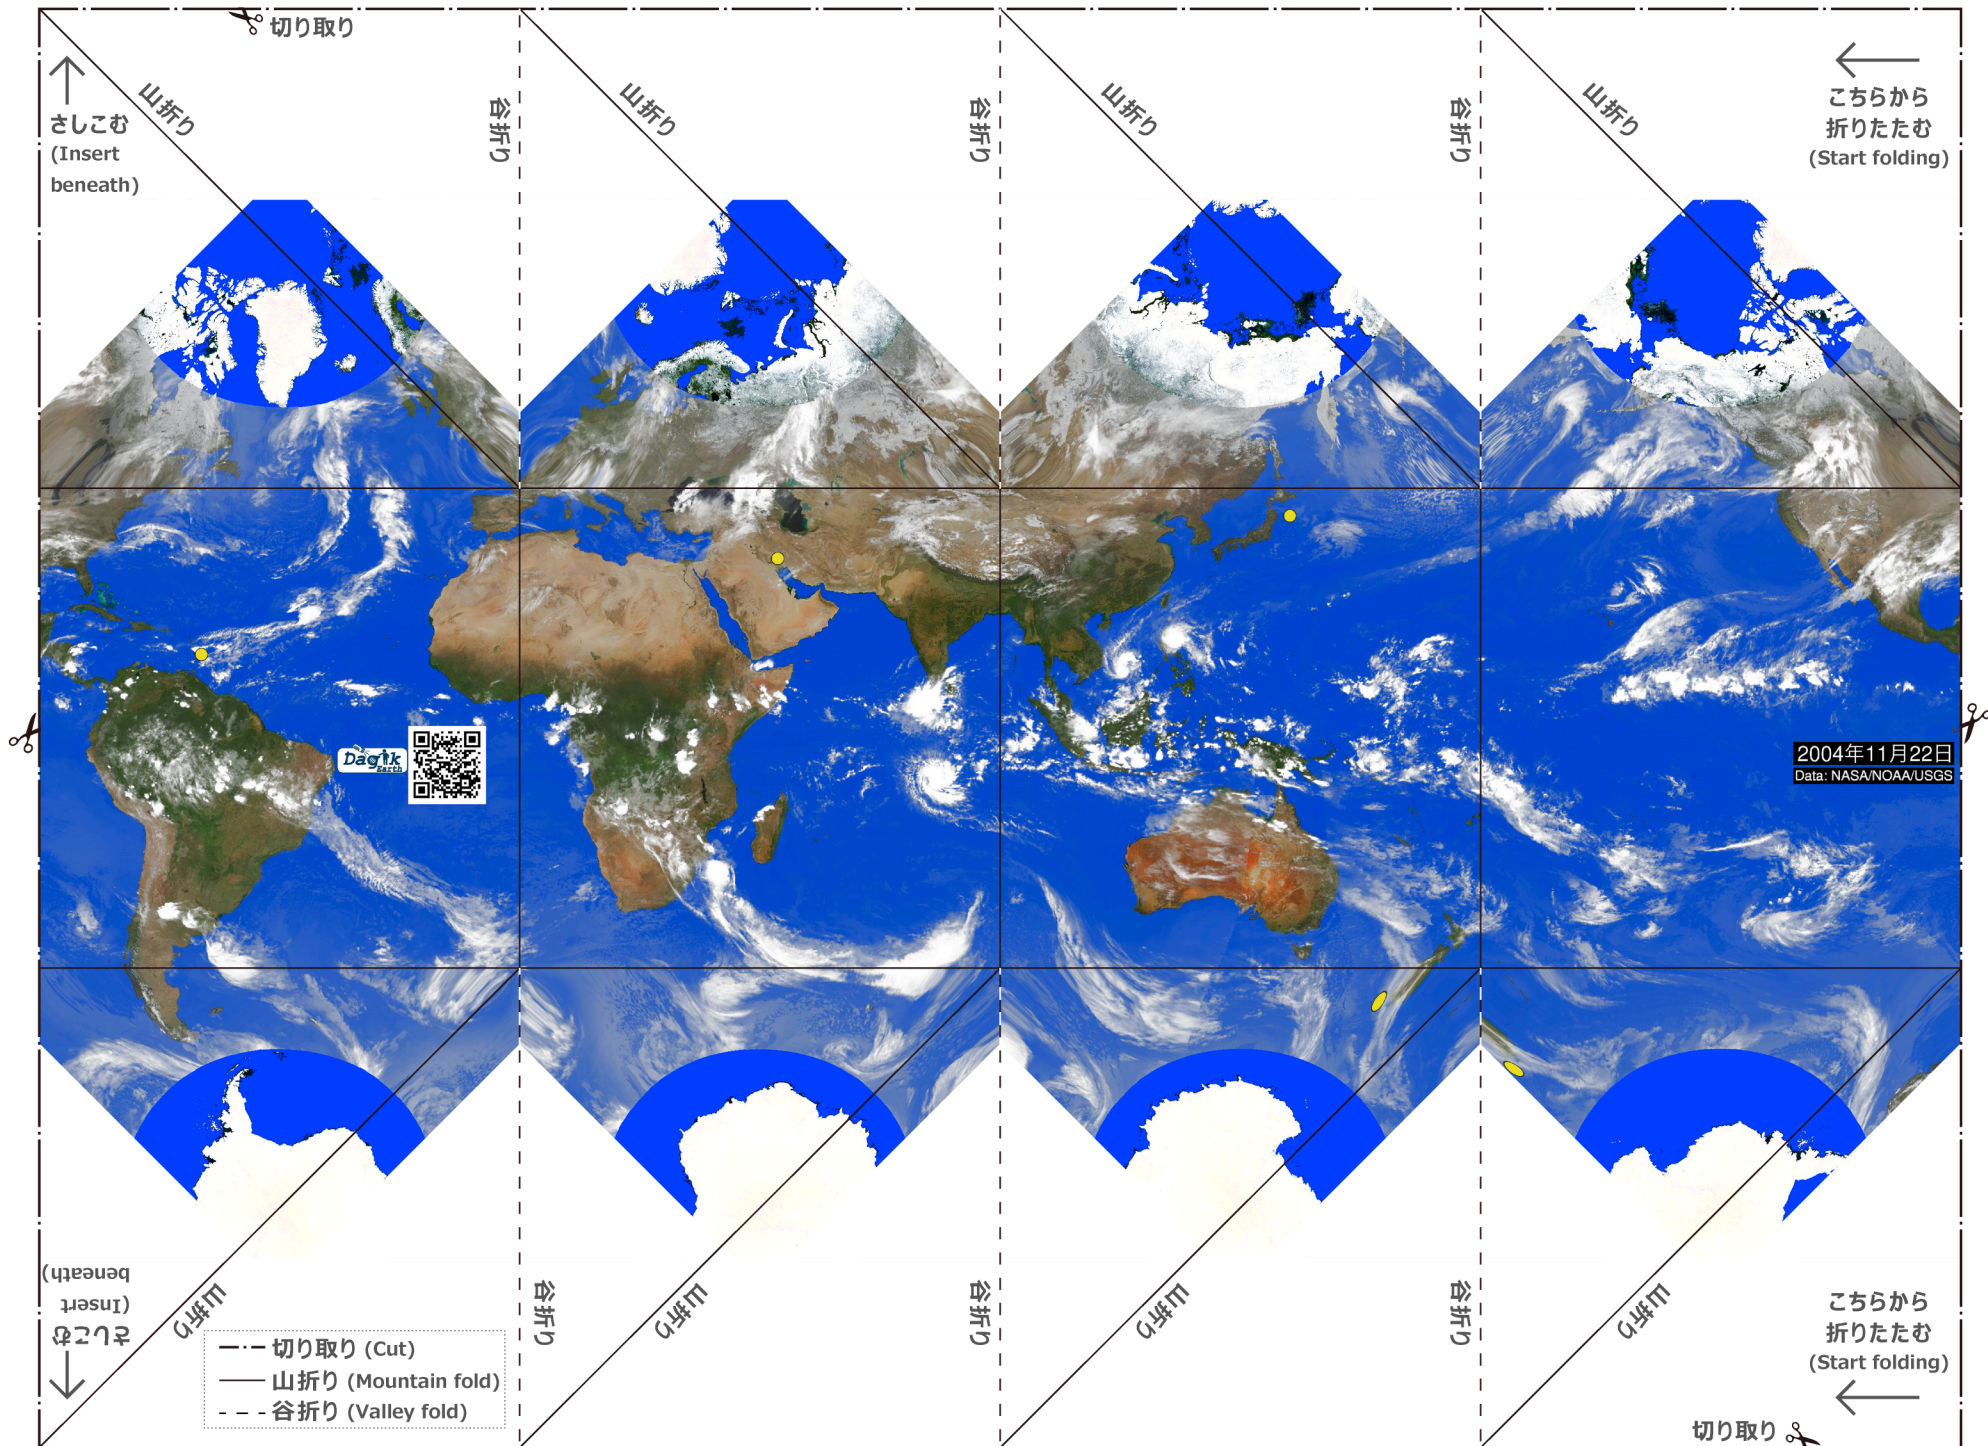 切り取り
山折り
谷折り
山折り
谷折り
山折り
谷折り
山折り
さしこむ
(Insert
beneath)
こちらから
折りたたむ
(Start folding)
Dagik
Earth
2004年11月22日
Data: NASA/NOAA/USGS
さしこむ
(Insert
beneath)
山折り
谷折り
山折り
谷折り
山折り
谷折り
山折り
こちらから
折りたたむ
(Start folding)
切り取り (Cut)
山折り (Mountain fold)
谷折り (Valley fold)
切り取り